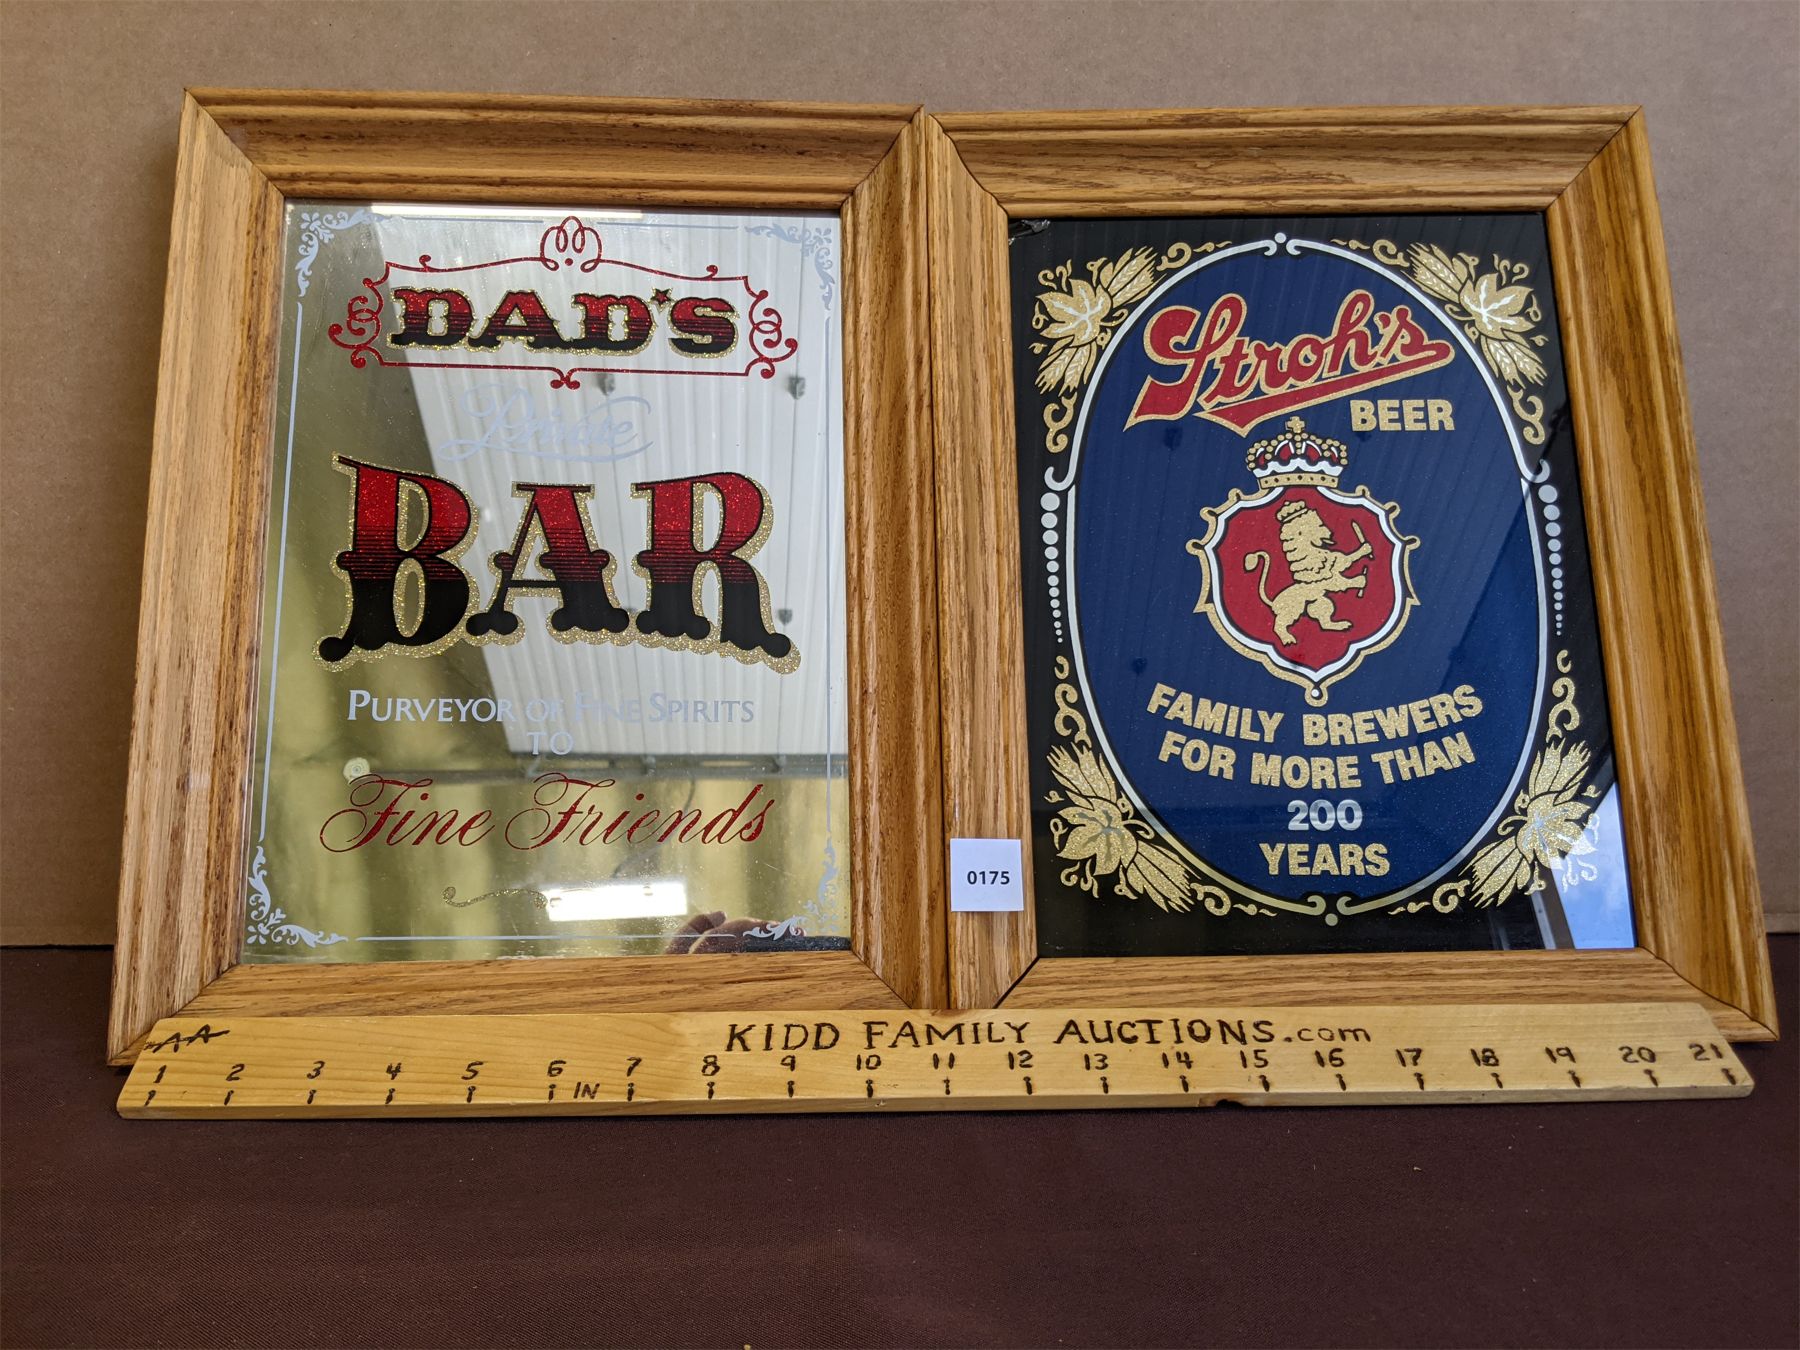 DAD'S
Private
BAR
PURVEYOR OF FINE SPIRITS
TO
Fine Friends
Stroh's
BEER
FAMILY BREWERS
FOR MORE THAN
200
YEARS
0175
AA
KIDD FAMILY AUCTIONS.com
1 2 3 4 5 6 IN 7 8 9 10 11 12 13 14 15 16 17 18 19 20 21